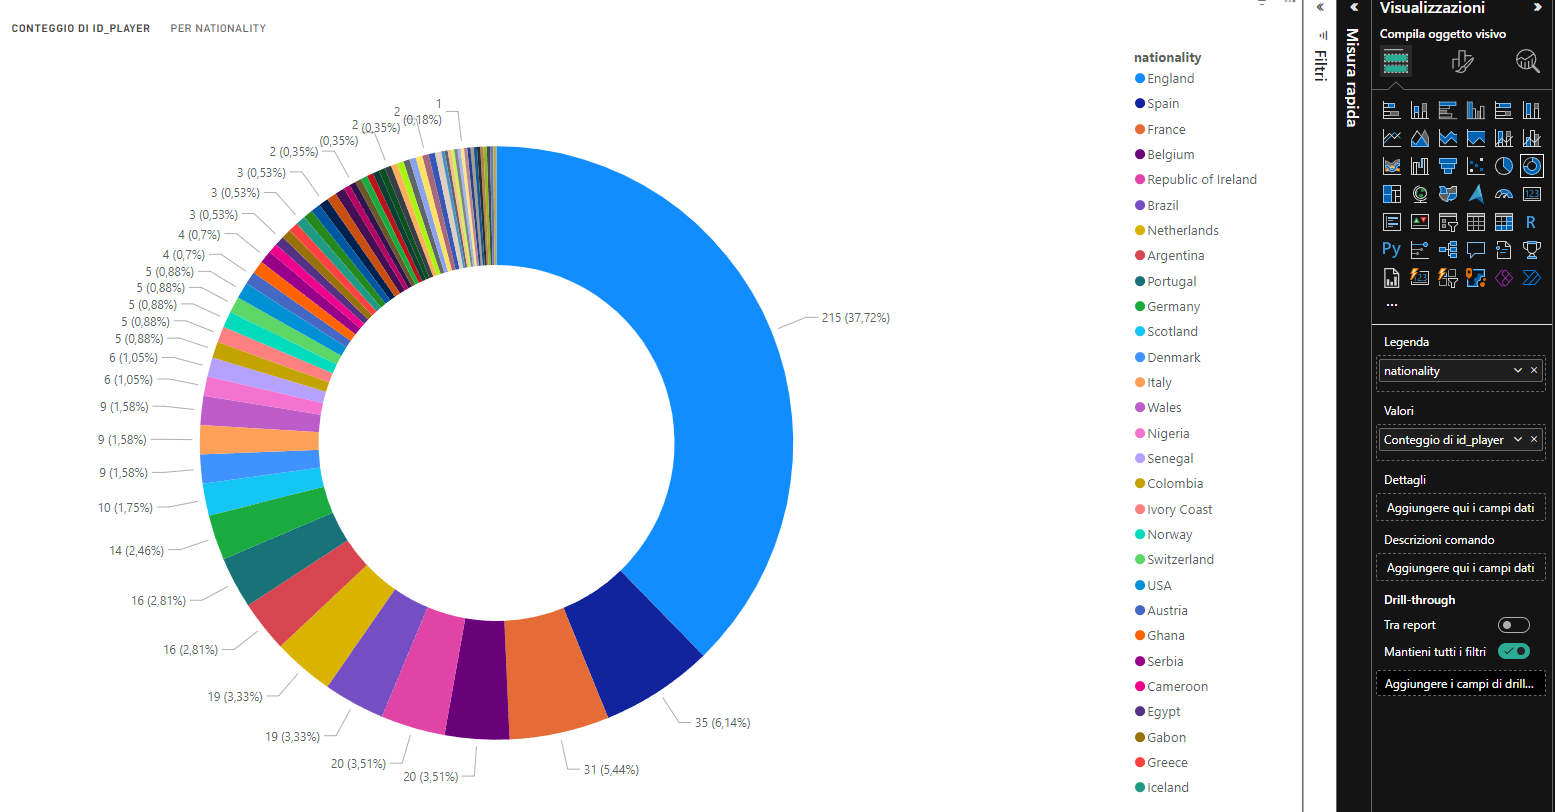 CONTEGGIO DI ID_PLAYER PER NATIONALITY
1
2 (0,18%)
2 (0,35%)
(0,35%)
2 (0,35%)
3 (0,53%)
3 (0,53%)
3 (0,53%)
4 (0,7%)
4 (0,7%)
5 (0,88%)
5 (0,88%)
5 (0,88%)
5 (0,88%)
5 (0,88%)
6 (1,05%)
6 (1,05%)
9 (1,58%)
9 (1,58%)
9 (1,58%)
10 (1,75%)
14 (2,46%)
16 (2,81%)
16 (2,81%)
19 (3,33%)
19 (3,33%)
20 (3,51%)
20 (3,51%)
31 (5,44%)
35 (6,14%)
215 (37,72%)
nationality
England
Spain
France
Belgium
Republic of Ireland
Brazil
Netherlands
Argentina
Portugal
Germany
Scotland
Denmark
Italy
Wales
Nigeria
Senegal
Colombia
Ivory Coast
Norway
Switzerland
USA
Austria
Ghana
Serbia
Cameroon
Egypt
Gabon
Greece
Iceland
Filtri
Misura rapida
Visualizzazioni
Compila oggetto visivo
123
R
Py
123
Legenda
nationality
Valori
Conteggio di id_player
Dettagli
Aggiungere qui i campi dati
Descrizioni comando
Aggiungere qui i campi dati
Drill-through
Tra report
Mantieni tutti i filtri
Aggiungere i campi di drill...